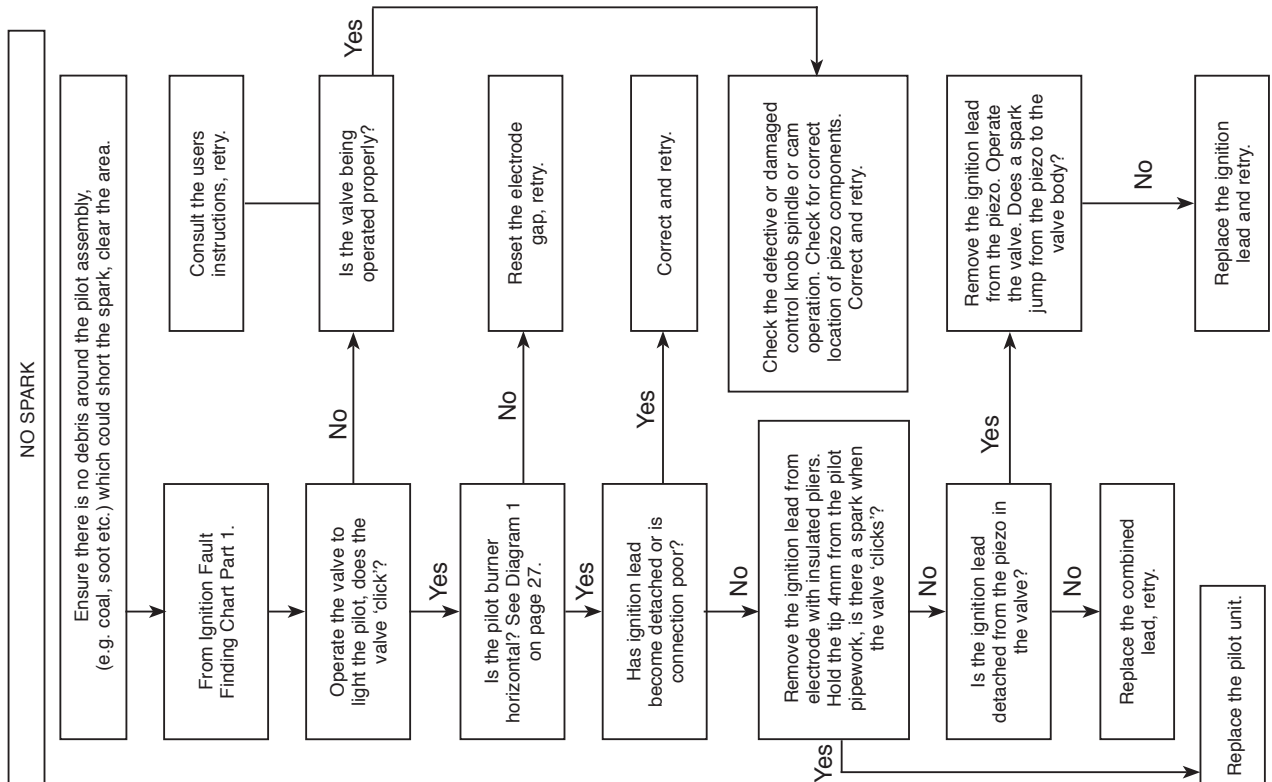 NO SPARK
Ensure there is no debris around the pilot assembly,
(e.g. coal, soot etc.) which could short the spark, clear the area.
From Ignition Fault
Finding Chart Part 1.
Operate the valve to
light the pilot, does the
valve ‘click’?
No
Is the valve being
operated properly?
Consult the users
instructions, retry.
Yes
Yes
Is the pilot burner
horizontal? See Diagram 1
on page 27.
No
Reset the electrode
gap, retry.
Yes
Has ignition lead
become detached or is
connection poor?
Yes
Correct and retry.
No
Remove the ignition lead from
electrode with insulated pliers.
Hold the tip 4mm from the pilot
pipework, is there a spark when
the valve ‘clicks’?
Check the defective or damaged
control knob spindle or cam
operation. Check for correct
location of piezo components.
Correct and retry.
Yes
No
Is the ignition lead
detached from the piezo in
the valve?
Yes
Remove the ignition lead
from the piezo. Operate
the valve. Does a spark
jump from the piezo to the
valve body?
No
No
Replace the combined
lead, retry.
Replace the ignition
lead and retry.
Replace the pilot unit.